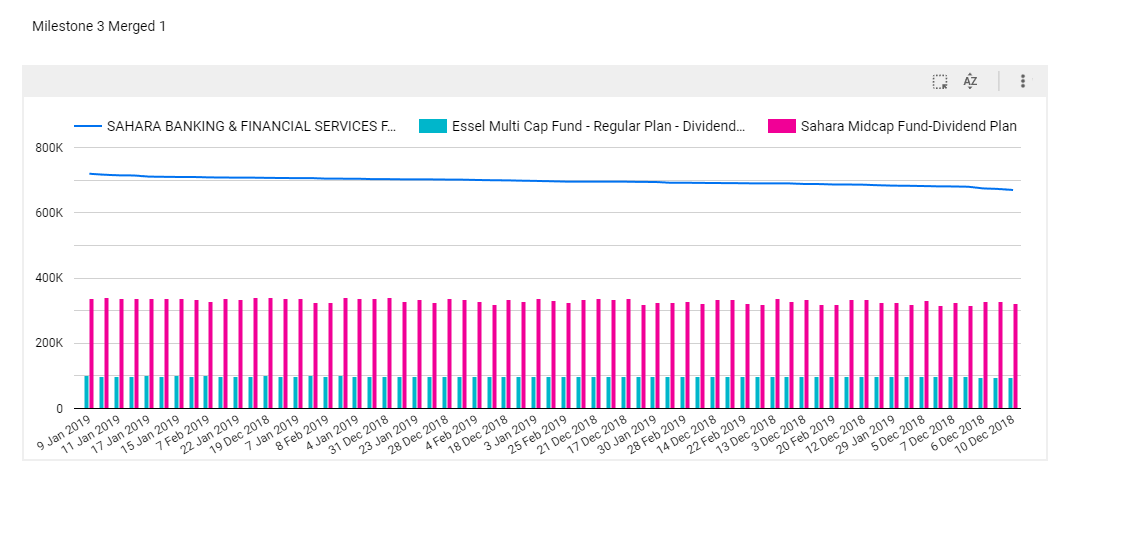 Milestone 3 Merged 1
AZ
SAHARA BANKING & FINANCIAL SERVICES F... Essel Multi Cap Fund - Regular Plan - Dividend... Sahara Midcap Fund-Dividend Plan
800K
600K
400K
200K
0
9 Jan 2019 11 Jan 2019 17 Jan 2019 15 Jan 2019 7 Feb 2019 22 Jan 2019 19 Dec 2018 7 Jan 2019 8 Feb 2019 4 Jan 2019 31 Dec 2018 23 Jan 2019 28 Dec 2018 4 Feb 2019 18 Dec 2018 3 Jan 2019 25 Feb 2019 21 Dec 2018 17 Dec 2018 30 Jan 2019 28 Feb 2019 14 Dec 2018 22 Feb 2019 13 Dec 2018 3 Dec 2018 20 Feb 2019 12 Dec 2018 29 Jan 2019 5 Dec 2018 7 Dec 2018 6 Dec 2018 10 Dec 2018